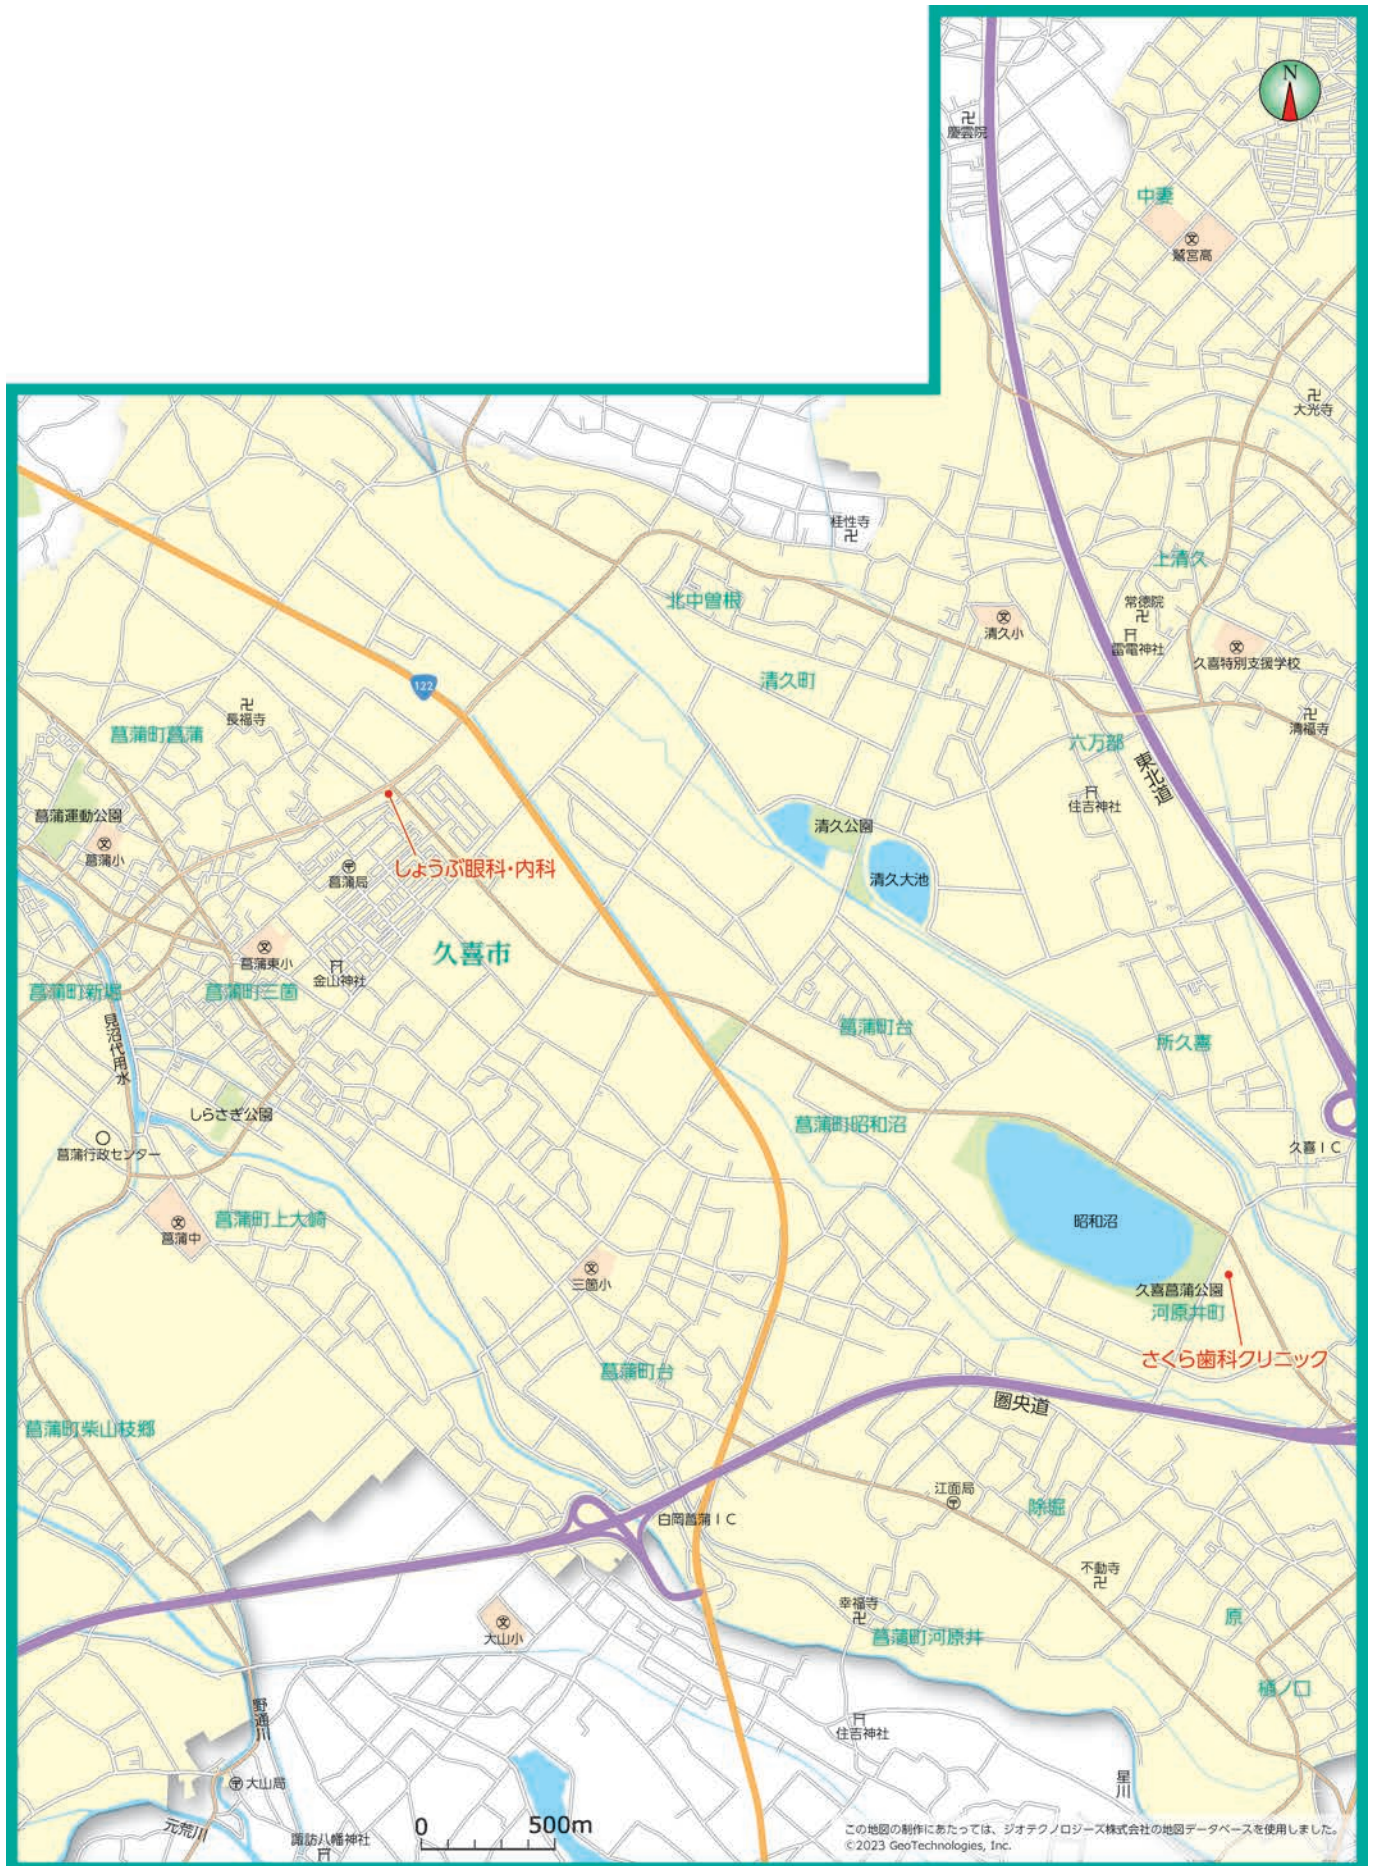 N
慶雲院
中妻
鷲宮高
大光寺
桂性寺
上清久
北中曽根
常徳院
清久小
雷電神社
久喜特別支援学校
清久町
122
長福寺
清福寺
菖蒲町菖蒲
六万部
東北道
住吉神社
菖蒲運動公園
清久公園
菖蒲小
しょうぶ眼科・内科
菖蒲局
清久大池
久喜市
菖蒲東小
金山神社
菖蒲町新堀
菖蒲町三箇
見沼代用水
菖蒲町台
所久喜
しらさぎ公園
菖蒲町昭和沼
久喜IC
菖蒲行政センター
菖蒲町上大崎
昭和沼
菖蒲中
三箇小
久喜菖蒲公園
河原井町
さくら歯科クリニック
菖蒲町台
圏央道
菖蒲町柴山枝郷
江面局
除堀
白岡菖蒲IC
不動寺
幸福寺
原
大山小
菖蒲町河原井
樋ノ口
野通川
住吉神社
星川
大山局
元荒川
諏訪八幡神社
0 500m
この地図の制作にあたっては、ジオテクノロジーズ株式会社の地図データベースを使用しました。
©2023 GeoTechnologies, Inc.